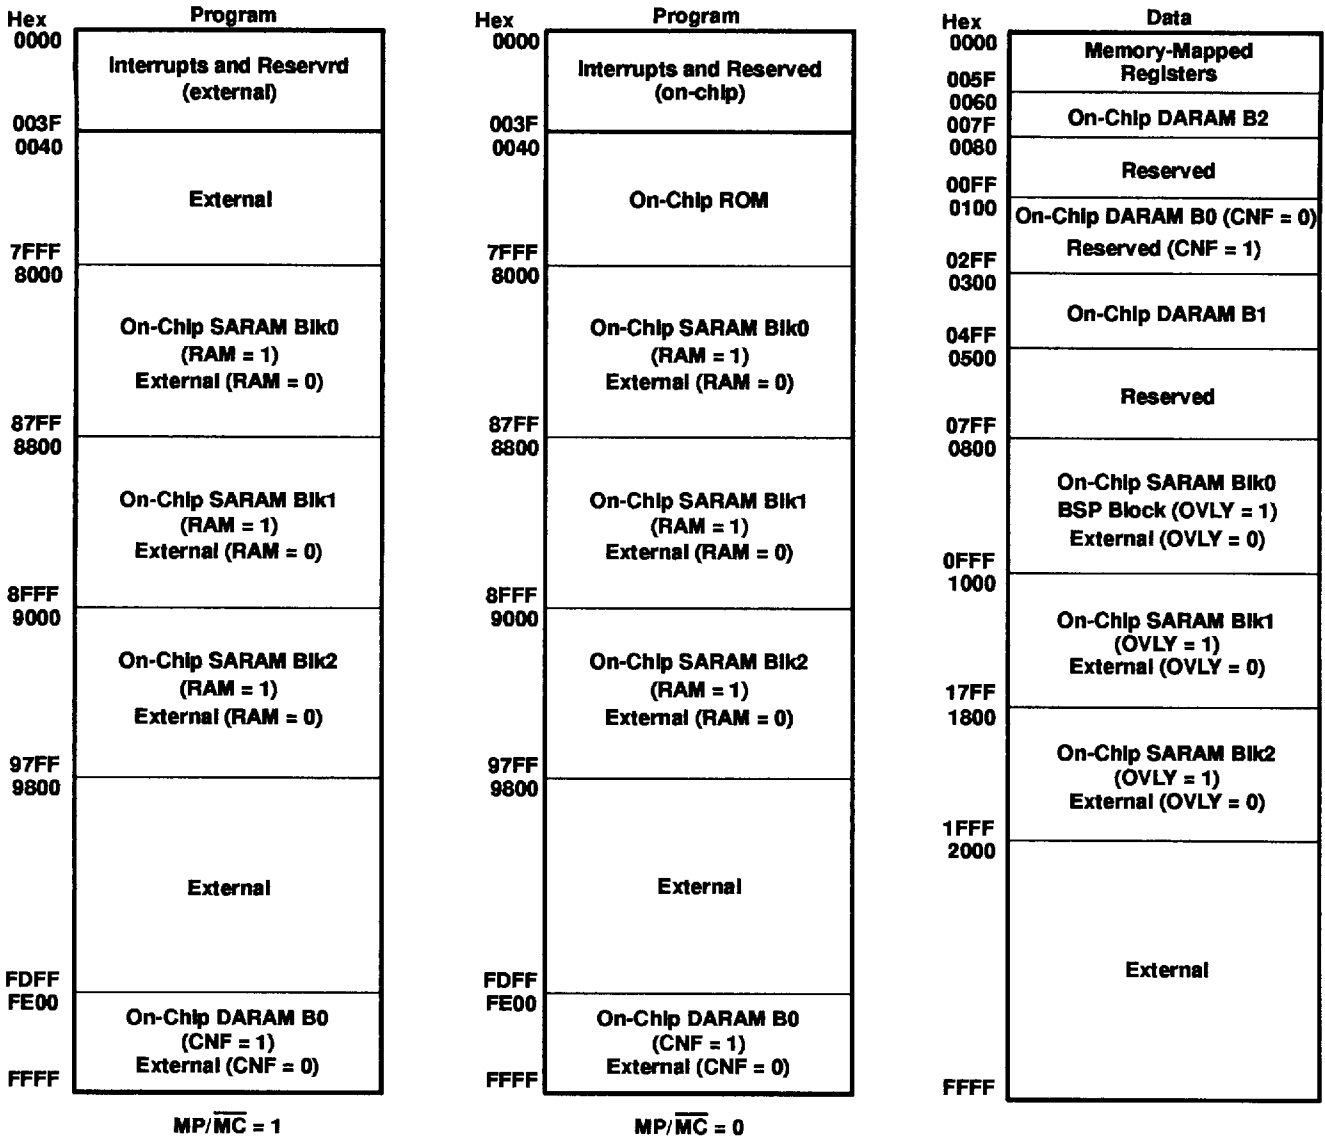 Hex
Program
0000
Interrupts and Reservrd
(external)
003F
0040
External
7FFF
8000
On-Chip SARAM Blk0
(RAM = 1)
External (RAM = 0)
87FF
8800
On-Chip SARAM Blk1
(RAM = 1)
External (RAM = 0)
8FFF
9000
On-Chip SARAM Blk2
(RAM = 1)
External (RAM = 0)
97FF
9800
External
FDFF
FE00
On-Chip DARAM B0
(CNF = 1)
External (CNF = 0)
FFFF
MP/MC = 1
Hex
Program
0000
Interrupts and Reserved
(on-chip)
003F
0040
On-Chip ROM
7FFF
8000
On-Chip SARAM Blk0
(RAM = 1)
External (RAM = 0)
87FF
8800
On-Chip SARAM Blk1
(RAM = 1)
External (RAM = 0)
8FFF
9000
On-Chip SARAM Blk2
(RAM = 1)
External (RAM = 0)
97FF
9800
External
FDFF
FE00
On-Chip DARAM B0
(CNF = 1)
External (CNF = 0)
FFFF
MP/MC = 0
Hex
Data
0000
Memory-Mapped
Registers
005F
0060
On-Chip DARAM B2
007F
0080
Reserved
00FF
0100
On-Chip DARAM B0 (CNF = 0)
Reserved (CNF = 1)
02FF
0300
On-Chip DARAM B1
04FF
0500
Reserved
07FF
0800
On-Chip SARAM Blk0
BSP Block (OVLY = 1)
External (OVLY = 0)
0FFF
1000
On-Chip SARAM Blk1
(OVLY = 1)
External (OVLY = 0)
17FF
1800
On-Chip SARAM Blk2
(OVLY = 1)
External (OVLY = 0)
1FFF
2000
External
FFFF